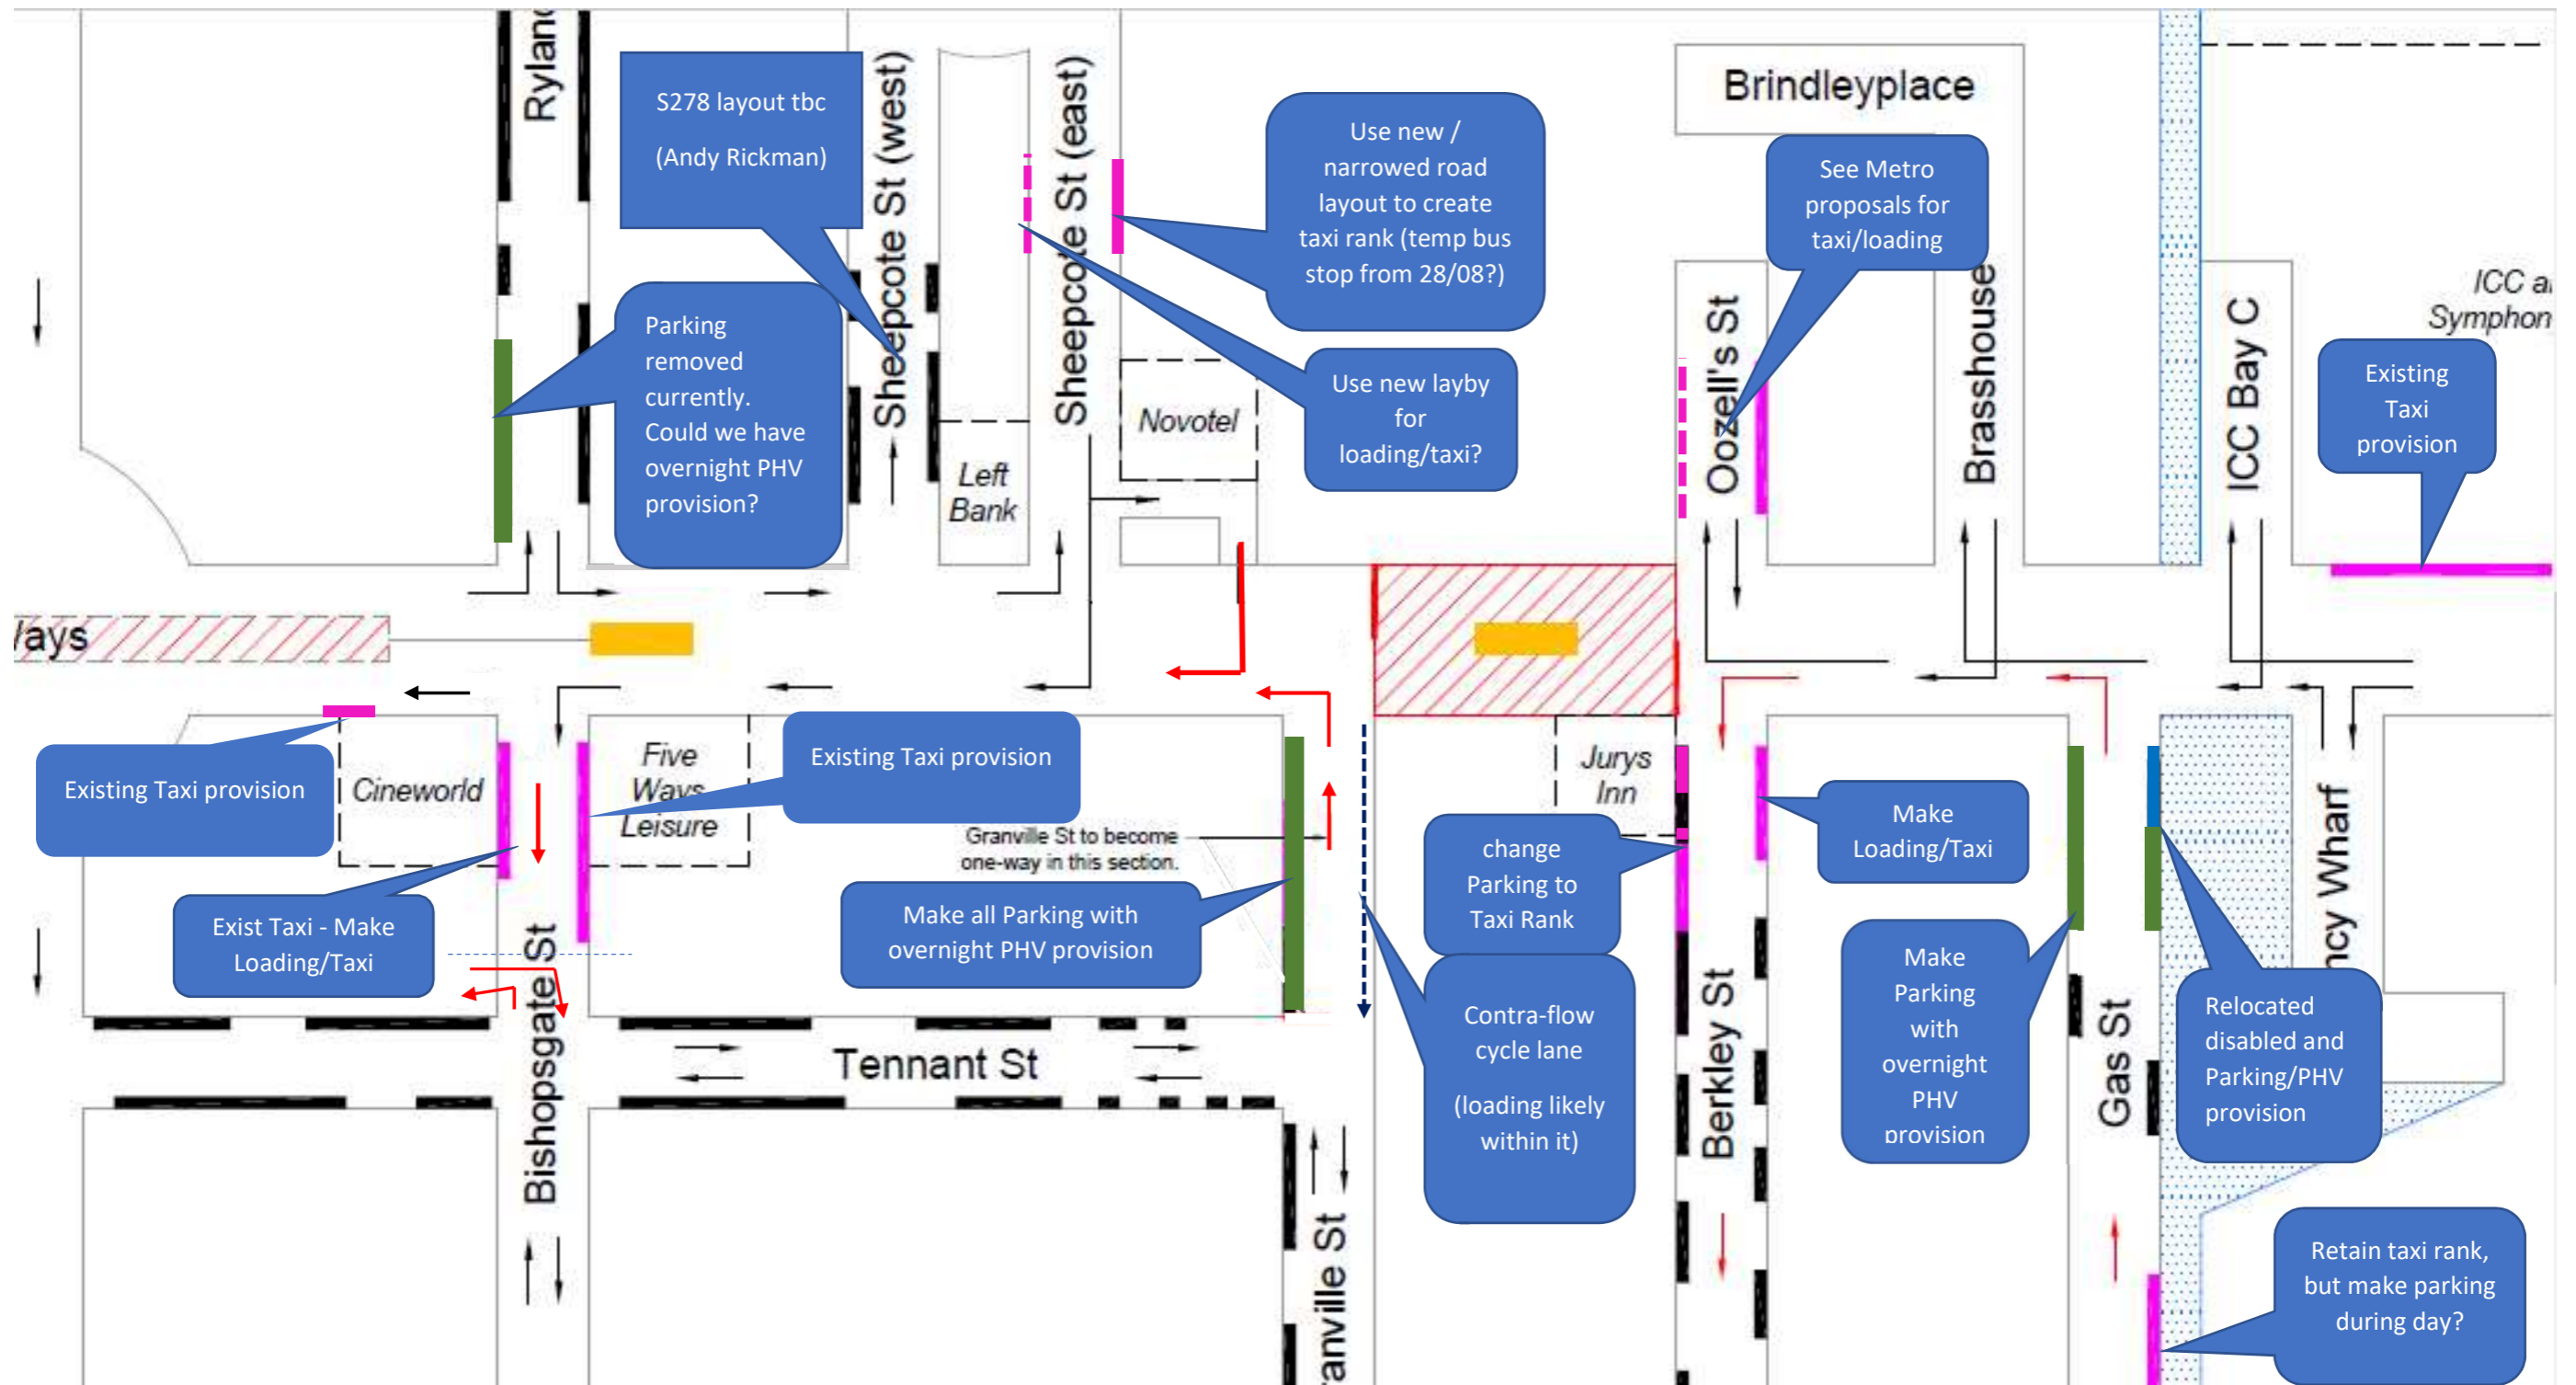 Rylanc
S278 layout tbc
(Andy Rickman)
Sheepcote St (west)
Sheepcote St (east)
Use new /
narrowed road
layout to create
taxi rank (temp bus
stop from 28/08?)
Brindleyplace
See Metro
proposals for
taxi/loading
Parking
removed
currently.
Could we have
overnight PHV
provision?
Left
Bank
Novotel
Use new layby
for
loading/taxi?
Oozell's St
Brasshouse
ICC Bay C
ICC a
Symphon
Existing
Taxi
provision
Ways
Existing Taxi provision
Cineworld
Five
Ways
Leisure
Existing Taxi provision
Granville St to become
one-way in this section.
Exist Taxi - Make
Loading/Taxi
Make all Parking with
overnight PHV provision
Jurys
Inn
change
Parking to
Taxi Rank
Make
Loading/Taxi
Contra-flow
cycle lane
(loading likely
within it)
Make
Parking
with
overnight
PHV
provision
Relocated
disabled and
Parking/PHV
provision
ncy Wharf
Bishopsgate St
Tennant St
ranville St
Berkley St
Gas St
Retain taxi rank,
but make parking
during day?